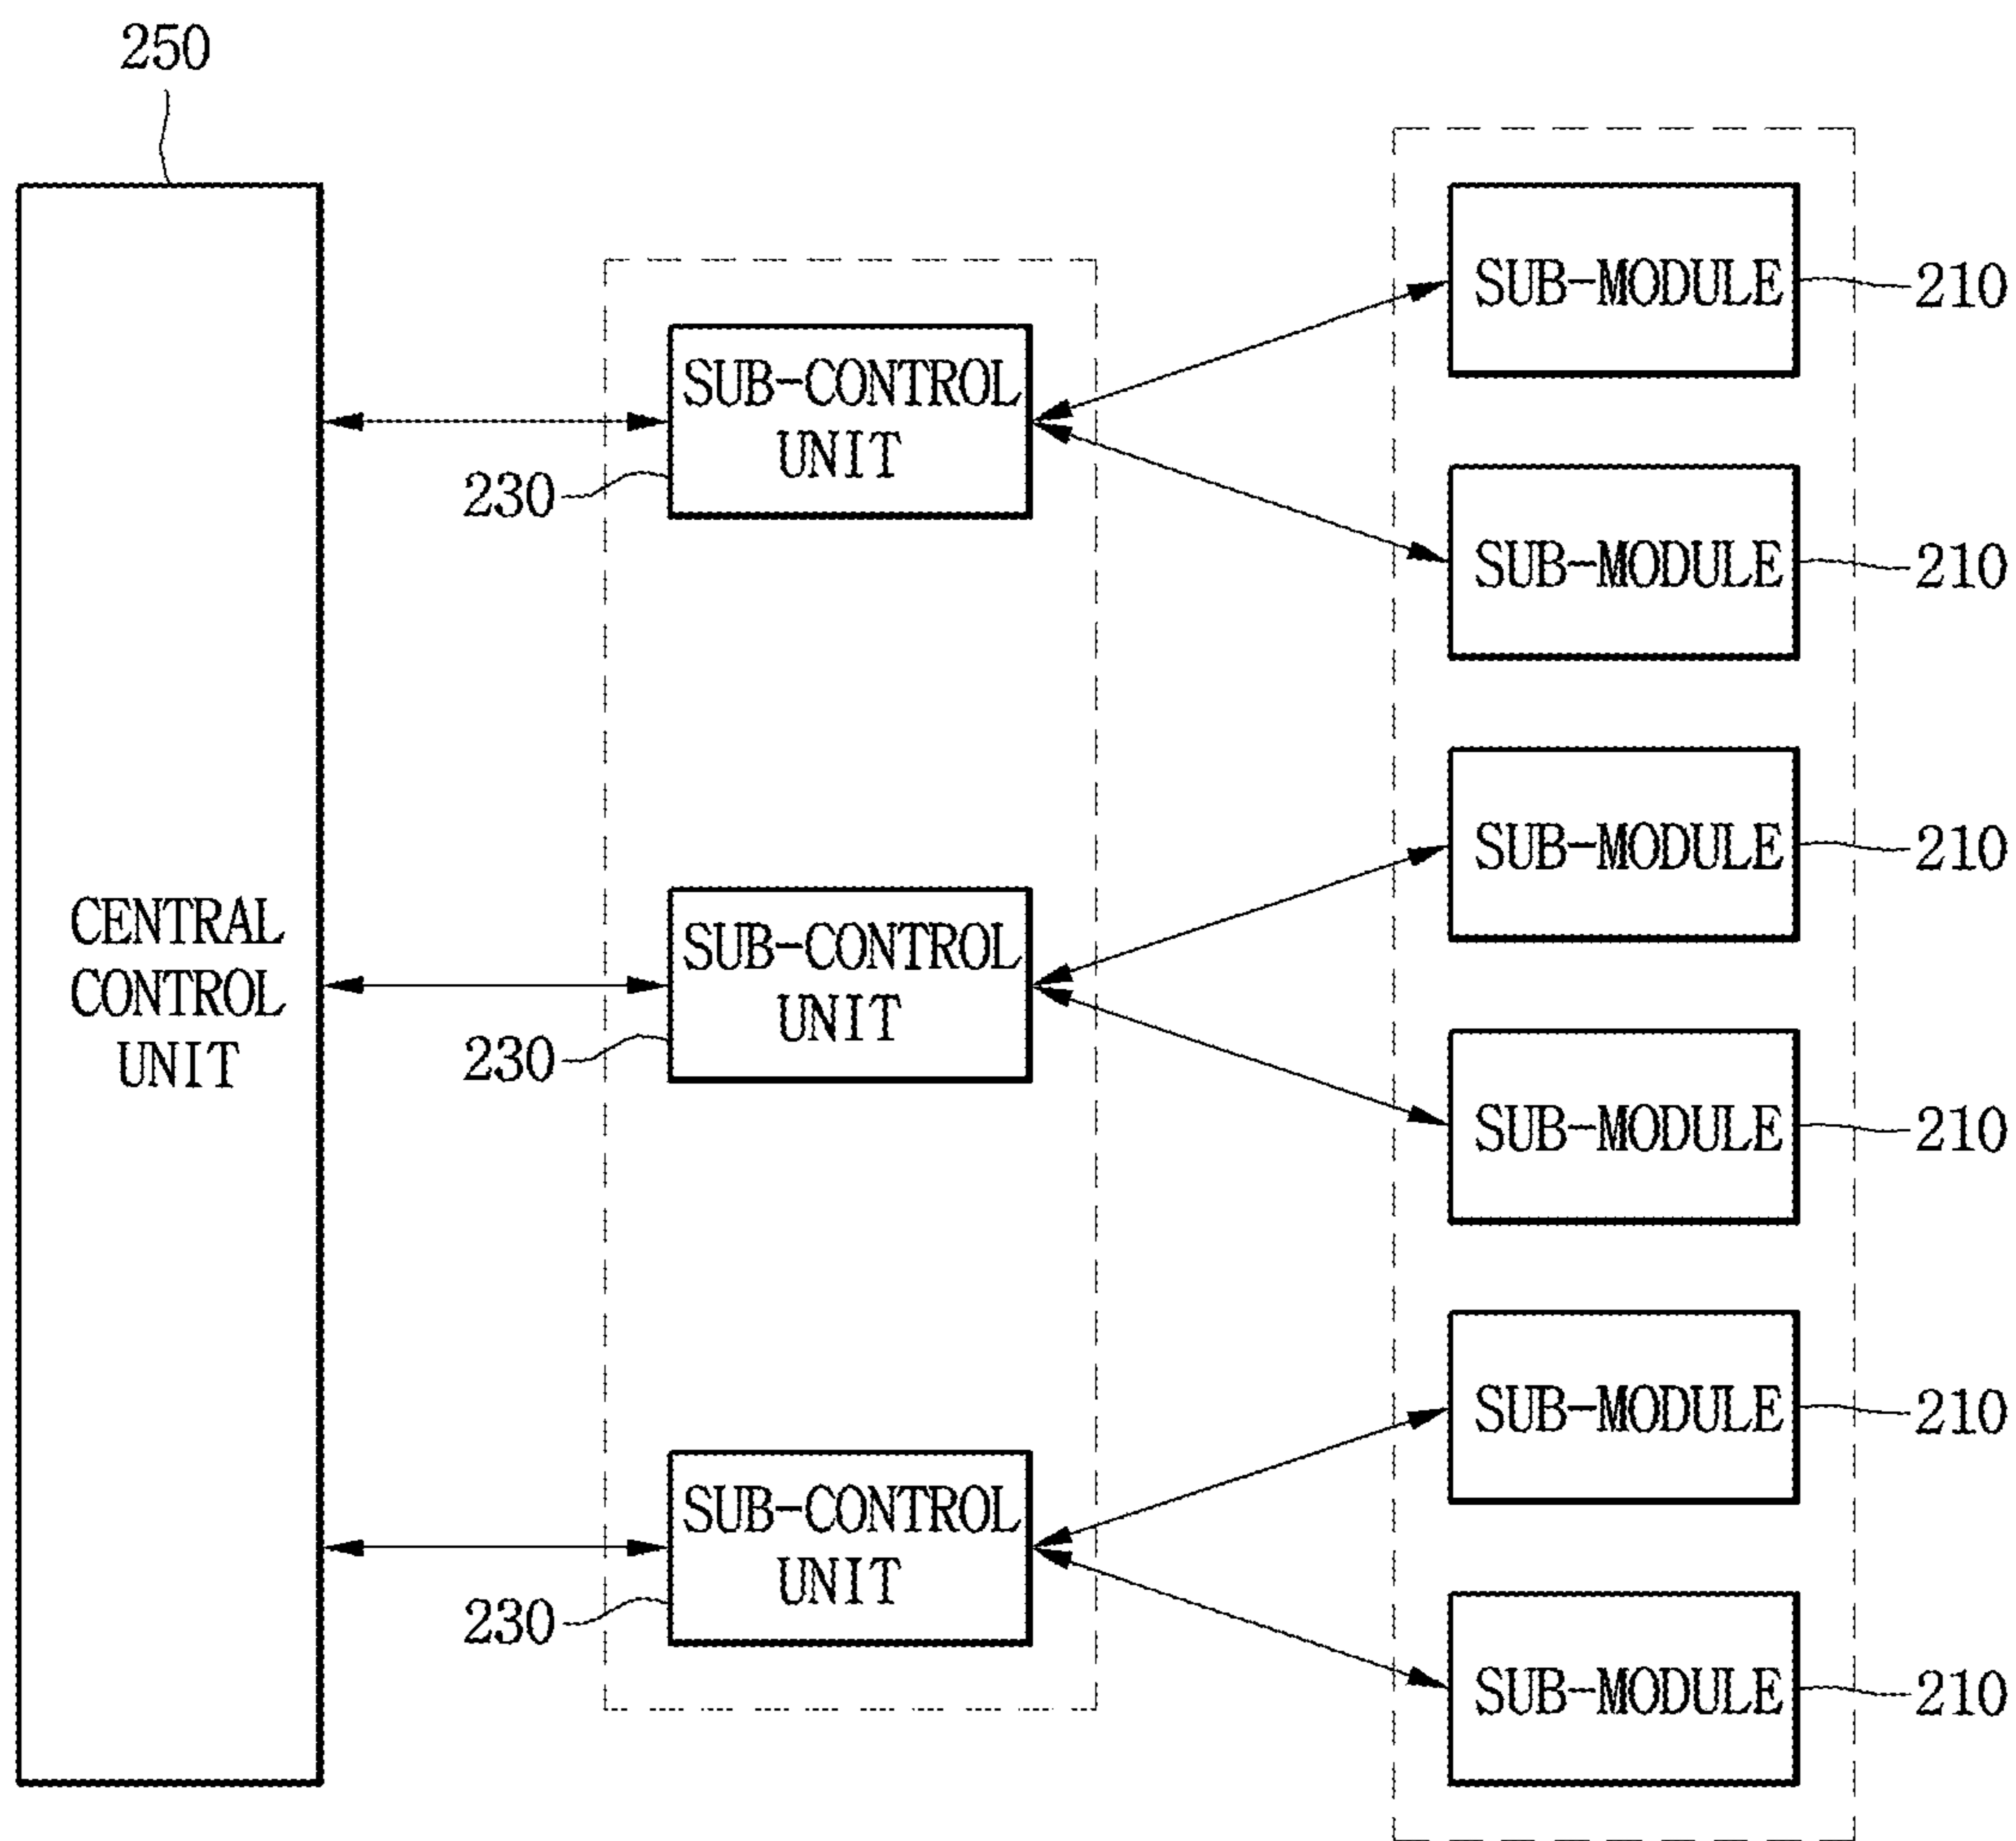 250
CENTRAL
CONTROL
UNIT
SUB-CONTROL
UNIT
230
SUB-CONTROL
UNIT
230
SUB-CONTROL
UNIT
230
SUB-MODULE
210
SUB-MODULE
210
SUB-MODULE
210
SUB-MODULE
210
SUB-MODULE
210
SUB-MODULE
210